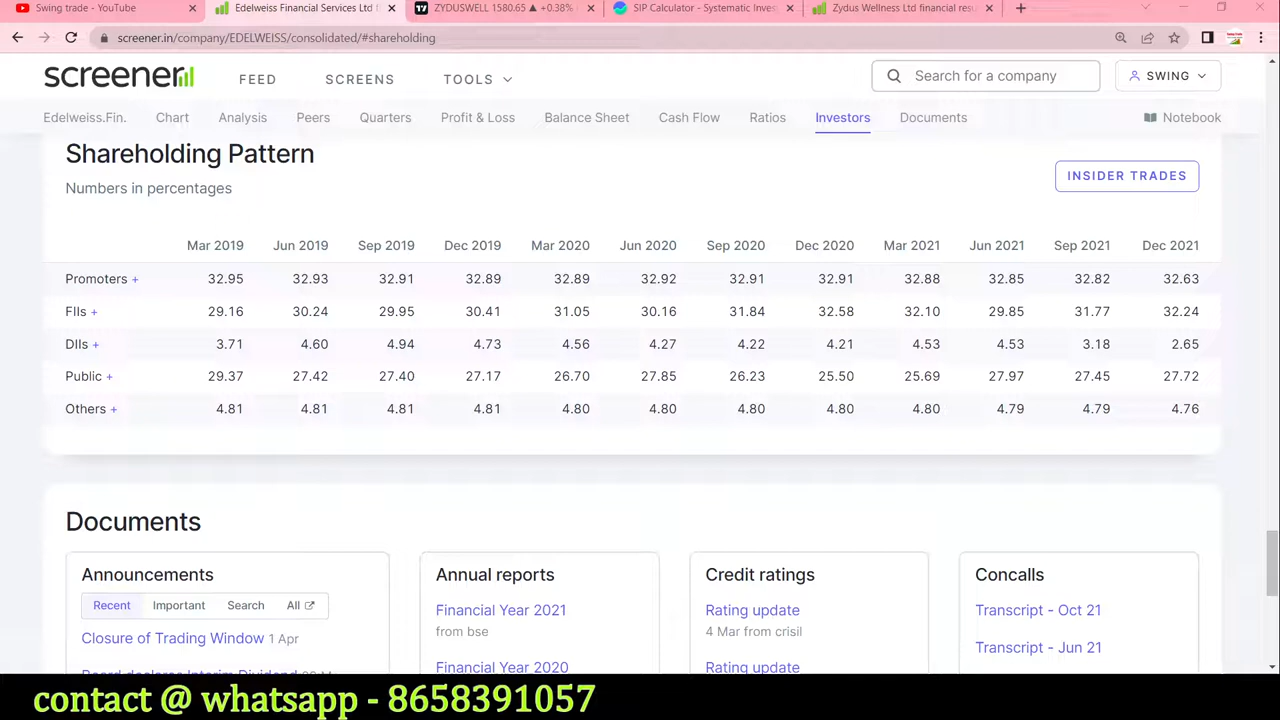 Swing trade - YouTube
Edelweiss Financial Services Ltd f
ZYDUSWELL 1580.65 ▲ +0.38%
SIP Calculator - Systematic Inves
Zydus Wellness Ltd financial resu
screener.in/company/EDELWEISS/consolidated/#shareholding
screener
FEED
SCREENS
TOOLS
Search for a company
SWING
Edelweiss.Fin.
Chart
Analysis
Peers
Quarters
Profit & Loss
Balance Sheet
Cash Flow
Ratios
Investors
Documents
Notebook
Shareholding Pattern
Numbers in percentages
INSIDER TRADES
Mar 2019 Jun 2019 Sep 2019 Dec 2019 Mar 2020 Jun 2020 Sep 2020 Dec 2020 Mar 2021 Jun 2021 Sep 2021 Dec 2021
Promoters + 32.95 32.93 32.91 32.89 32.89 32.92 32.91 32.91 32.88 32.85 32.82 32.63
FIIs + 29.16 30.24 29.95 30.41 31.05 30.16 31.84 32.58 32.10 29.85 31.77 32.24
DIIs + 3.71 4.60 4.94 4.73 4.56 4.27 4.22 4.21 4.53 4.53 3.18 2.65
Public + 29.37 27.42 27.40 27.17 26.70 27.85 26.23 25.50 25.69 27.97 27.45 27.72
Others + 4.81 4.81 4.81 4.81 4.80 4.80 4.80 4.80 4.80 4.79 4.79 4.76
Documents
Announcements
Recent
Important
Search
All
Closure of Trading Window 1 Apr
Board declares Interim Dividend
Annual reports
Financial Year 2021
from bse
Financial Year 2020
Credit ratings
Rating update
4 Mar from crisil
Rating update
Concalls
Transcript - Oct 21
Transcript - Jun 21
contact @ whatsapp - 8658391057